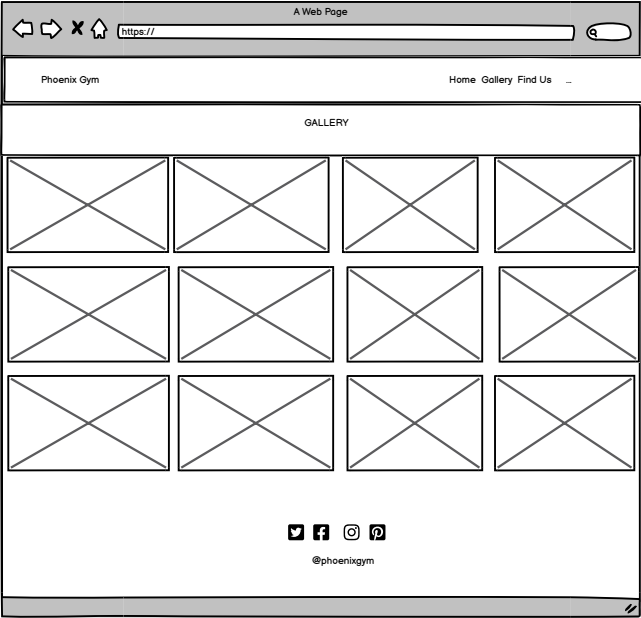 A Web Page
https://
Phoenix Gym
Home Gallery Find Us ...
GALLERY
@phoenixgym